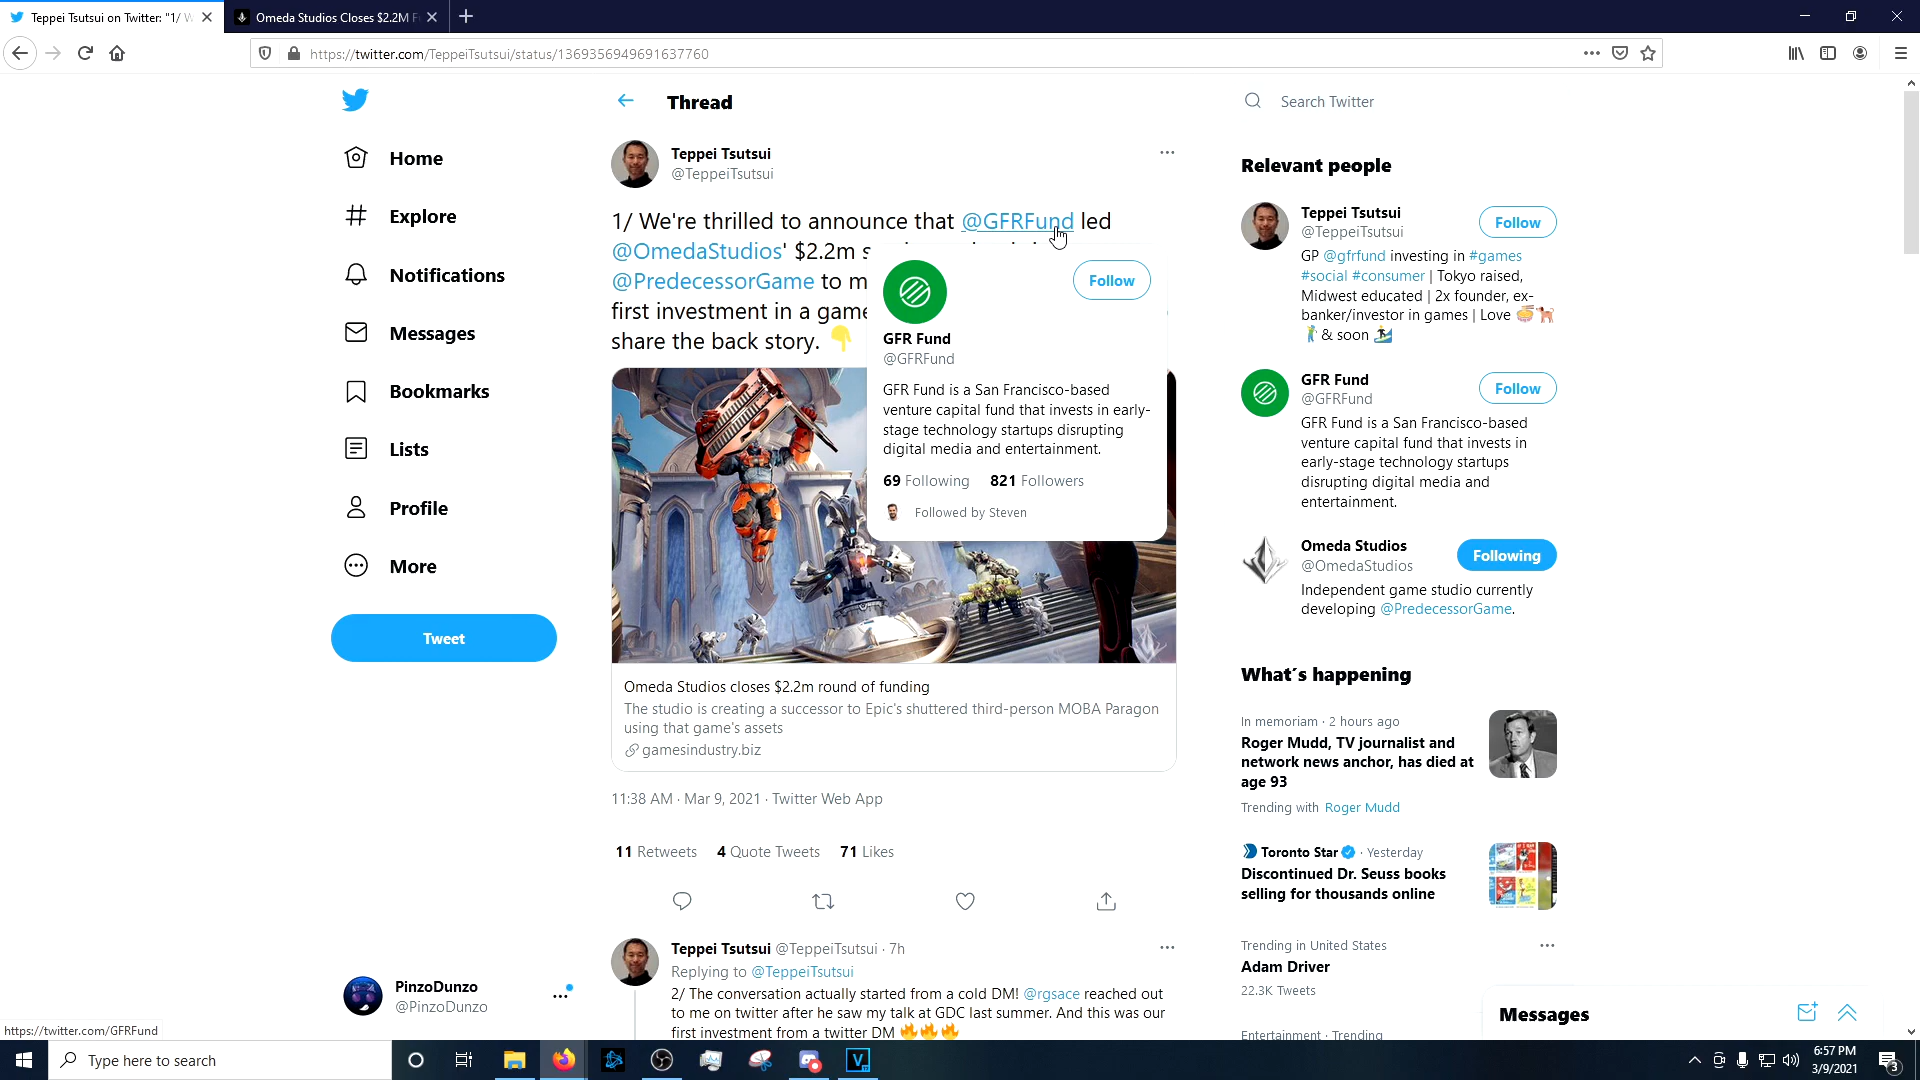 Teppei Tsutsui on Twitter: "1/ W
Omeda Studios Closes $2.2M F
https://twitter.com/TeppeiTsutsui/status/1369356949691637760
Home
Explore
Notifications
Messages
Bookmarks
Lists
Profile
More
Tweet
PinzoDunzo
@PinzoDunzo
https://twitter.com/GFRFund
Thread
Teppei Tsutsui
@TeppeiTsutsui
1/ We're thrilled to announce that @GFRFund led
@OmedaStudios' $2.2m s
@PredecessorGame to m
first investment in a game
share the back story.
Follow
GFR Fund
@GFRFund
GFR Fund is a San Francisco-based
venture capital fund that invests in early-
stage technology startups disrupting
digital media and entertainment.
69 Following 821 Followers
Followed by Steven
Omeda Studios closes $2.2m round of funding
The studio is creating a successor to Epic's shuttered third-person MOBA Paragon
using that game's assets
gamesindustry.biz
11:38 AM · Mar 9, 2021 · Twitter Web App
11 Retweets 4 Quote Tweets 71 Likes
Teppei Tsutsui @TeppeiTsutsui · 7h
Replying to @TeppeiTsutsui
2/ The conversation actually started from a cold DM! @rgsace reached out
to me on twitter after he saw my talk at GDC last summer. And this was our
first investment from a twitter DM 🔥🔥🔥
Search Twitter
Relevant people
Teppei Tsutsui
@TeppeiTsutsui
Follow
GP @gfrfund investing in #games
#social #consumer | Tokyo raised,
Midwest educated | 2x founder, ex-
banker/investor in games | Love
& soon
GFR Fund
@GFRFund
Follow
GFR Fund is a San Francisco-based
venture capital fund that invests in
early-stage technology startups
disrupting digital media and
entertainment.
Omeda Studios
@OmedaStudios
Following
Independent game studio currently
developing @PredecessorGame.
What's happening
In memoriam · 2 hours ago
Roger Mudd, TV journalist and
network news anchor, has died at
age 93
Trending with Roger Mudd
Toronto Star · Yesterday
Discontinued Dr. Seuss books
selling for thousands online
Trending in United States
Adam Driver
22.3K Tweets
Entertainment · Trending
Messages
Type here to search
6:57 PM
3/9/2021
3